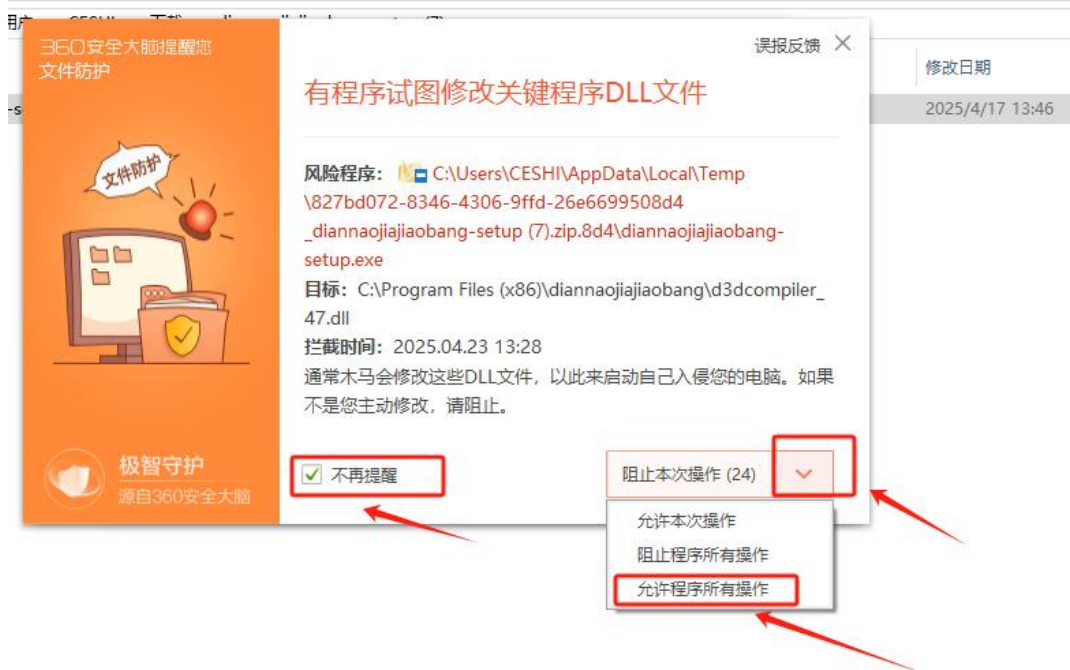 360安全大脑提醒您
文件防护
误报反馈
修改日期
有程序试图修改关键程序DLL文件
2025/4/17 13:46
文件防护
风险程序： C:\Users\CESHI\AppData\Local\Temp
\827bd072-8346-4306-9ffd-26e6699508d4
_diannaojiajiaobang-setup (7).zip.8d4\diannaojiajiaobang-
setup.exe
目标：C:\Program Files (x86)\diannaojiajiaobang\d3dcompiler_
47.dll
拦截时间：2025.04.23 13:28
通常木马会修改这些DLL文件，以此来启动自己入侵您的电脑。如果
不是您主动修改，请阻止。
极智守护
源自360安全大脑
不再提醒
阻止本次操作 (24)
允许本次操作
阻止程序所有操作
允许程序所有操作